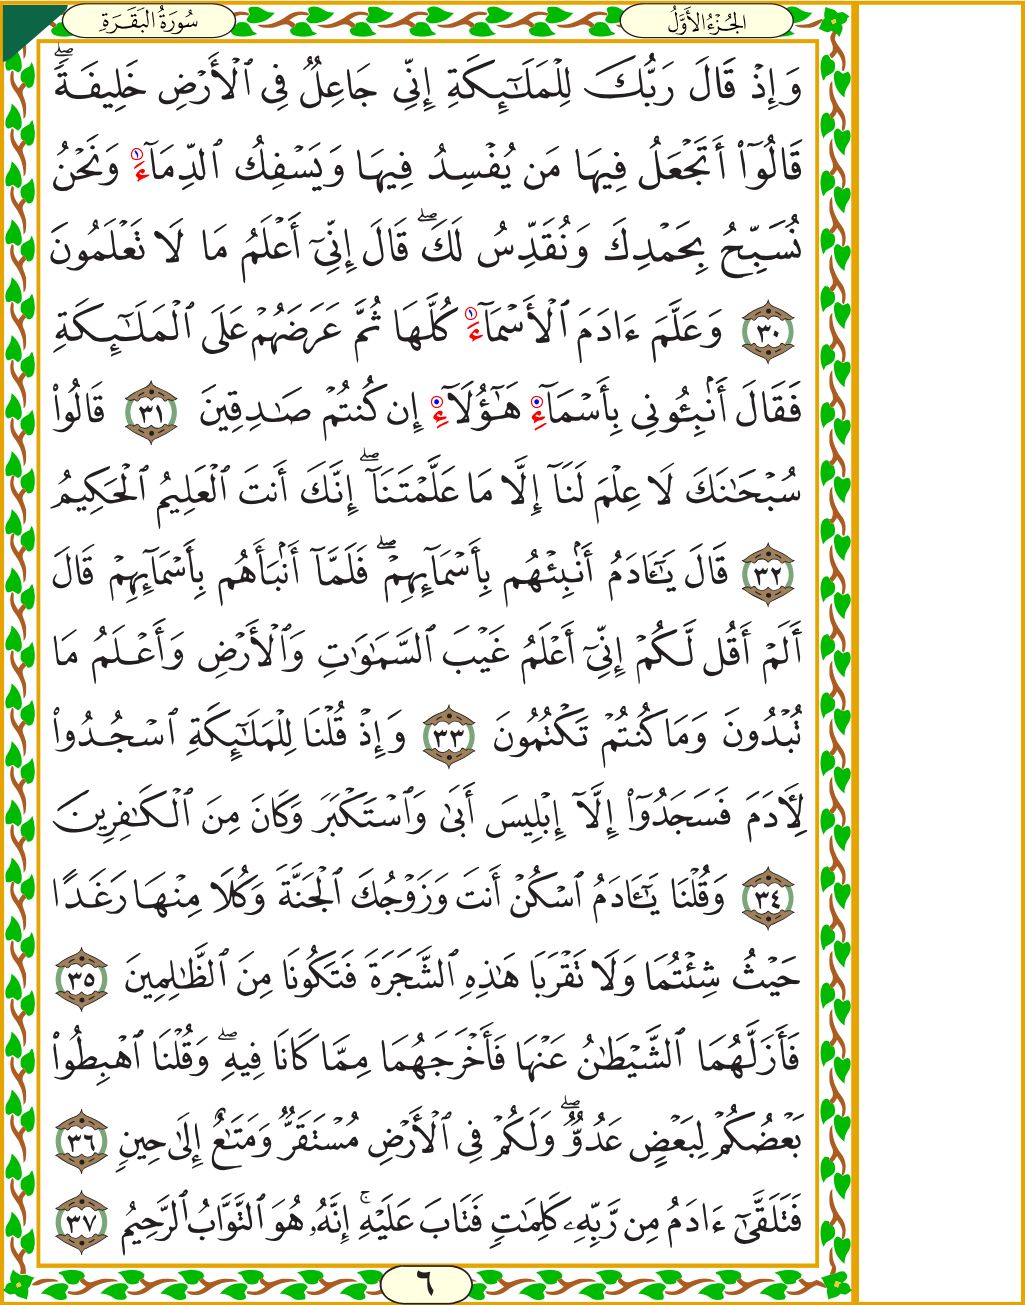 الجُزْءُ الأَوَّلُ
سُورَةُ البَقَرَةِ
وَإِذْ قَالَ رَبُّكَ لِلْمَلَٰٓئِكَةِ إِنِّى جَاعِلٌ فِى ٱلْأَرْضِ خَلِيفَةًۖ
قَالُوٓا۟ أَتَجْعَلُ فِيهَا مَن يُفْسِدُ فِيهَا وَيَسْفِكُ ٱلدِّمَآءَ ١ وَنَحْنُ
نُسَبِّحُ بِحَمْدِكَ وَنُقَدِّسُ لَكَۖ قَالَ إِنِّىٓ أَعْلَمُ مَا لَا تَعْلَمُونَ
٣٠ وَعَلَّمَ ءَادَمَ ٱلْأَسْمَآءَ ١ كُلَّهَا ثُمَّ عَرَضَهُمْ عَلَى ٱلْمَلَٰٓئِكَةِ
فَقَالَ أَنۢبِـُٔونِى بِأَسْمَآءِ هَٰٓؤُلَآءِ إِن كُنتُمْ صَٰدِقِينَ ٣١ قَالُوا۟
سُبْحَٰنَكَ لَا عِلْمَ لَنَآ إِلَّا مَا عَلَّمْتَنَآۖ إِنَّكَ أَنتَ ٱلْعَلِيمُ ٱلْحَكِيمُ
٣٢ قَالَ يَٰٓـَٔادَمُ أَنۢبِئْهُم بِأَسْمَآئِهِمْۖ فَلَمَّآ أَنۢبَأَهُم بِأَسْمَآئِهِمْ قَالَ
أَلَمْ أَقُل لَّكُمْ إِنِّىٓ أَعْلَمُ غَيْبَ ٱلسَّمَٰوَٰتِ وَٱلْأَرْضِ وَأَعْلَمُ مَا
تُبْدُونَ وَمَا كُنتُمْ تَكْتُمُونَ ٣٣ وَإِذْ قُلْنَا لِلْمَلَٰٓئِكَةِ ٱسْجُدُوا۟
لِـَٔادَمَ فَسَجَدُوٓا۟ إِلَّآ إِبْلِيسَ أَبَىٰ وَٱسْتَكْبَرَ وَكَانَ مِنَ ٱلْكَٰفِرِينَ
٣٤ وَقُلْنَا يَٰٓـَٔادَمُ ٱسْكُنْ أَنتَ وَزَوْجُكَ ٱلْجَنَّةَ وَكُلَا مِنْهَا رَغَدًا
حَيْثُ شِئْتُمَا وَلَا تَقْرَبَا هَٰذِهِ ٱلشَّجَرَةَ فَتَكُونَا مِنَ ٱلظَّٰلِمِينَ ٣٥
فَأَزَلَّهُمَا ٱلشَّيْطَٰنُ عَنْهَا فَأَخْرَجَهُمَا مِمَّا كَانَا فِيهِۖ وَقُلْنَا ٱهْبِطُوا۟
بَعْضُكُمْ لِبَعْضٍ عَدُوٌّۖ وَلَكُمْ فِى ٱلْأَرْضِ مُسْتَقَرٌّ وَمَتَٰعٌ إِلَىٰ حِينٍ ٣٦
فَتَلَقَّىٰٓ ءَادَمُ مِن رَّبِّهِۦ كَلِمَٰتٍ فَتَابَ عَلَيْهِۚ إِنَّهُۥ هُوَ ٱلتَّوَّابُ ٱلرَّحِيمُ ٣٧
٦